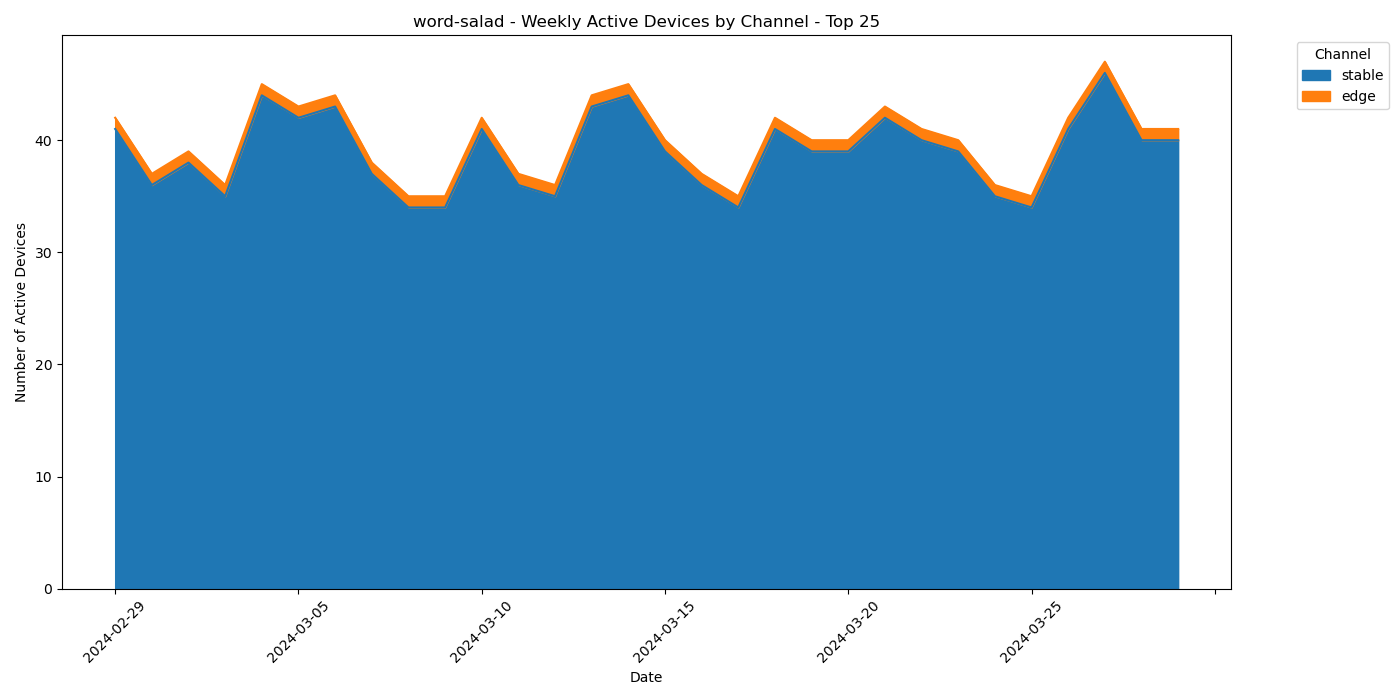 word-salad - Weekly Active Devices by Channel - Top 25
Channel
stable
edge
Number of Active Devices
40
30
20
10
0
2024-02-29
2024-03-05
2024-03-10
2024-03-15
2024-03-20
2024-03-25
Date